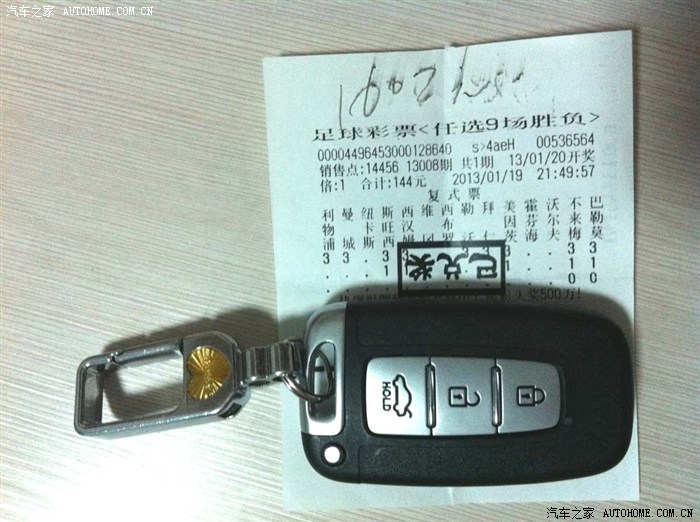 汽车之家 AUTOHOME.COM.CN
足球彩票<任选9场胜负>
00004496453000128640 s>4aeH 00536564
销售点:14456 13008期 共1期 13/01/20开奖
倍:1 合计:144元 2013/01/19 21:49:57
复式票
利 曼 纽 斯 西 维 西 勒 拜 美 霍 沃 不 巴
物 卡 旺 汉 布 因 芬 尔 来 勒
浦 城 斯 西 姆 罗 沃 仁 茨 海 夫 梅 莫
已兑奖
HOLD
汽车之家 AUTOHOME.COM.CN